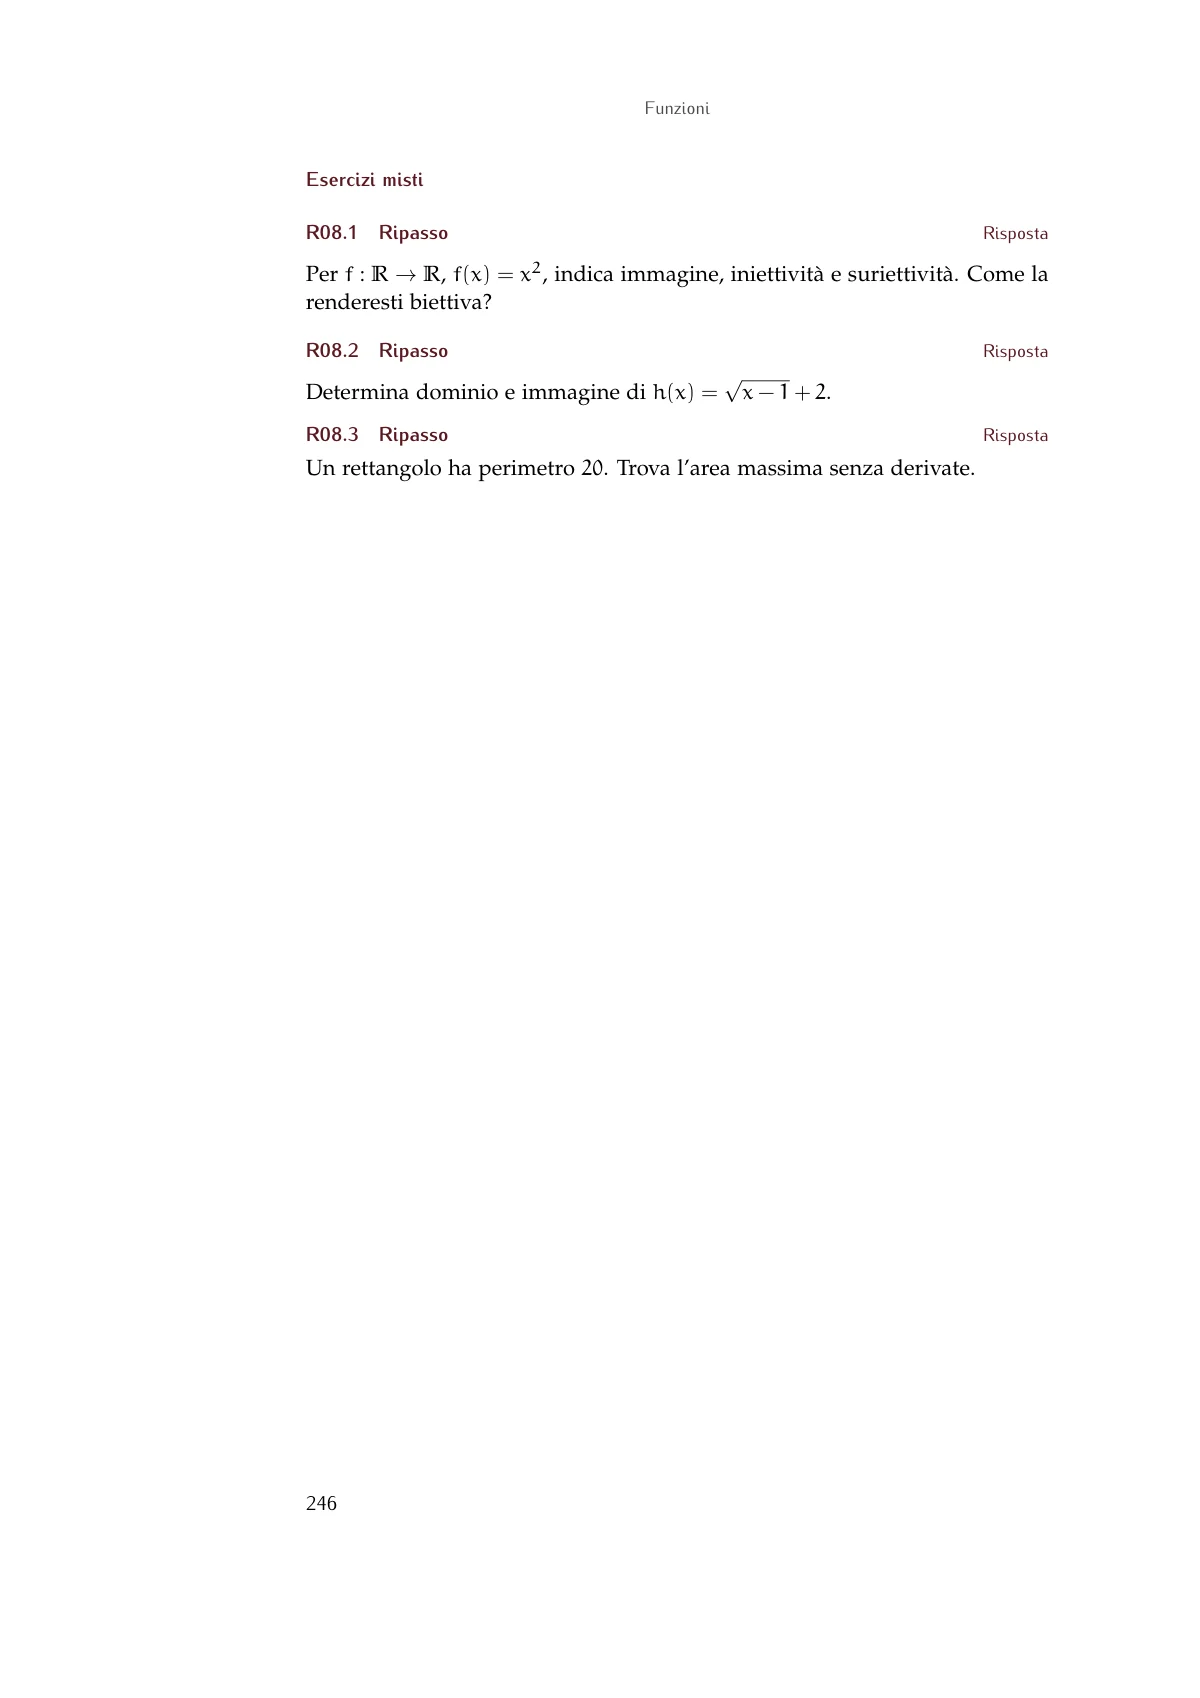 Funzioni
Esercizi misti
R08.1 Ripasso Risposta
Per f : ℝ → ℝ, f(x) = x², indica immagine, iniettività e suriettività. Come la
renderesti biettiva?
R08.2 Ripasso Risposta
Determina dominio e immagine di h(x) = √(x − 1) + 2.
R08.3 Ripasso Risposta
Un rettangolo ha perimetro 20. Trova l’area massima senza derivate.
246